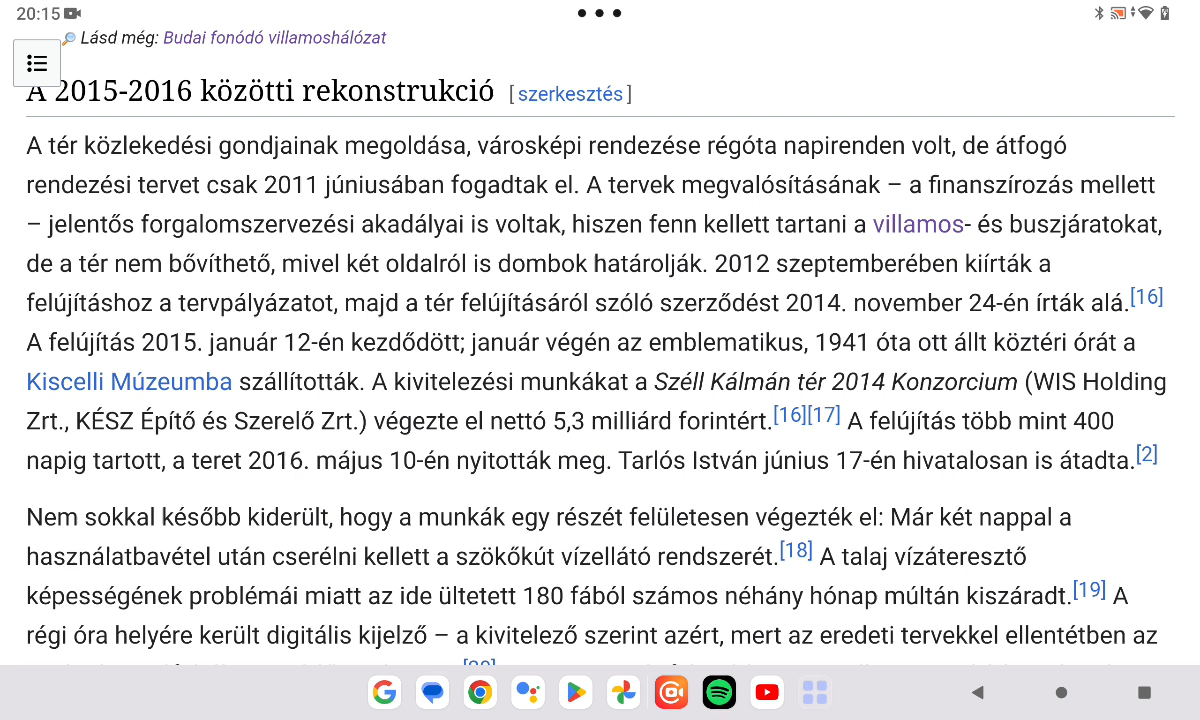 20:15
Lásd még: Budai fonódó villamoshálózat
A 2015-2016 közötti rekonstrukció [ szerkesztés ]
A tér közlekedési gondjainak megoldása, városképi rendezése régóta napirenden volt, de átfogó
rendezési tervet csak 2011 júniusában fogadtak el. A tervek megvalósításának – a finanszírozás mellett
– jelentős forgalomszervezési akadályai is voltak, hiszen fenn kellett tartani a villamos- és buszjáratokat,
de a tér nem bővíthető, mivel két oldalról is dombok határolják. 2012 szeptemberében kiírták a
felújításhoz a tervpályázatot, majd a tér felújításáról szóló szerződést 2014. november 24-én írták alá.[16]
A felújítás 2015. január 12-én kezdődött; január végén az emblematikus, 1941 óta ott állt köztéri órát a
Kiscelli Múzeumba szállították. A kivitelezési munkákat a Széll Kálmán tér 2014 Konzorcium (WIS Holding
Zrt., KÉSZ Építő és Szerelő Zrt.) végezte el nettó 5,3 milliárd forintért.[16][17] A felújítás több mint 400
napig tartott, a teret 2016. május 10-én nyitották meg. Tarlós István június 17-én hivatalosan is átadta.[2]
Nem sokkal később kiderült, hogy a munkák egy részét felületesen végezték el: Már két nappal a
használatbavétel után cserélni kellett a szökőkút vízellátó rendszerét.[18] A talaj vízáteresztő
képességének problémái miatt az ide ültetett 180 fából számos néhány hónap múltán kiszáradt.[19] A
régi óra helyére került digitális kijelző – a kivitelező szerint azért, mert az eredeti tervekkel ellentétben az